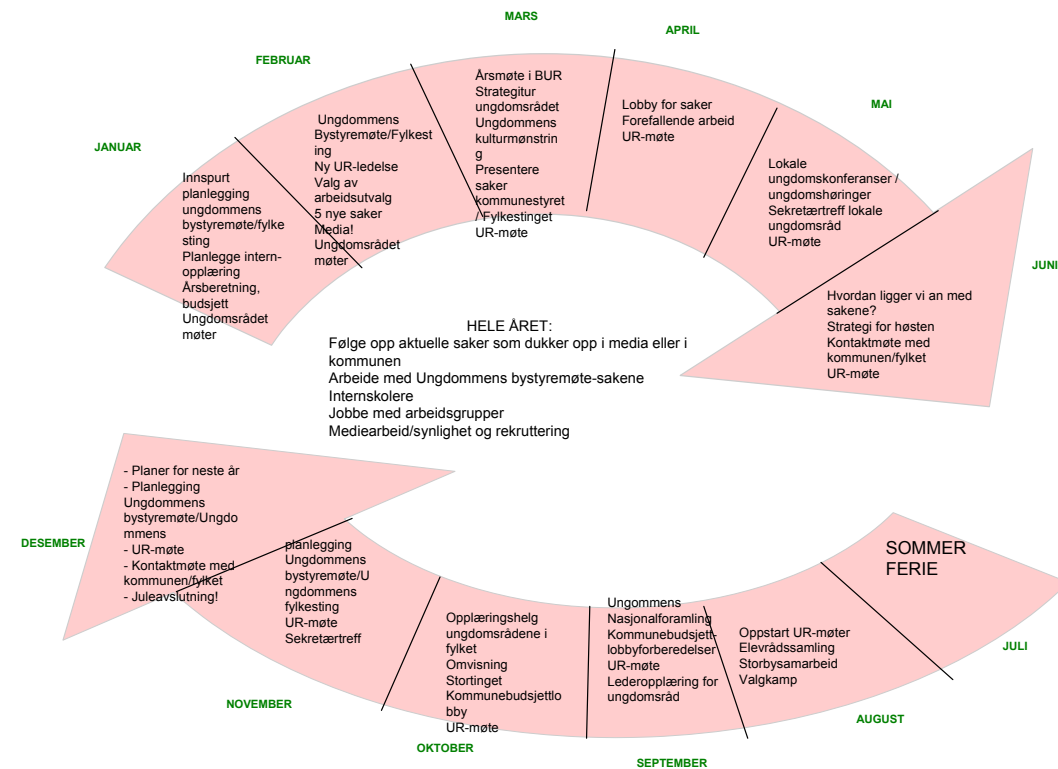 JANUAR
Innspurt
planlegging
ungdommens
bystyremøte/fylke
sting
Planlegge intern-
opplæring
Årsberetning,
budsjett
Ungdomsrådet
møter
FEBRUAR
Ungdommens
Bystyremøte/Fylkest
ing
Ny UR-ledelse
Valg av
arbeidsutvalg
5 nye saker
Media!
Ungdomsrådet
møter
MARS
Årsmøte i BUR
Strategitur
ungdomsrådet
Ungdommens
kulturmønstrin
g
Presentere
saker
kommunestyret
/ Fylkestinget
UR-møte
APRIL
Lobby for saker
Forefallende arbeid
UR-møte
MAI
Lokale
ungdomskonferanser /
ungdomshøringer
Sekretærtreff lokale
ungdomsråd
UR-møte
JUNI
Hvordan ligger vi an med
sakene?
Strategi for høsten
Kontaktmøte med
kommunen/fylket
UR-møte
HELE ÅRET:
Følge opp aktuelle saker som dukker opp i media eller i
kommunen
Arbeide med Ungdommens bystyremøte-sakene
Internskolere
Jobbe med arbeidsgrupper
Mediearbeid/synlighet og rekruttering
SOMMER
FERIE
JULI
Oppstart UR-møter
Elevrådssamling
Storbysamarbeid
Valgkamp
AUGUST
Ungommens
Nasjonalforamling
Kommunebudsjett-
lobbyforberedelser
UR-møte
Lederopplæring for
ungdomsråd
SEPTEMBER
Opplæringshelg
ungdomsrådene i
fylket
Omvisning
Stortinget
Kommunebudsjettlo
bby
UR-møte
OKTOBER
planlegging
Ungdommens
bystyremøte/U
ngdommens
fylkesting
UR-møte
Sekretærtreff
NOVEMBER
- Planer for neste år
- Planlegging
Ungdommens
bystyremøte/Ungdo
mmens
- UR-møte
- Kontaktmøte med
kommunen/fylket
- Juleavslutning!
DESEMBER